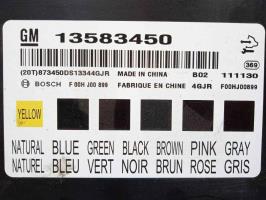 GM 13583450
369
(20T)873450DS13344GJR MADE IN CHINA B02 111130
BOSCH F 00H J00 899 FABRIQUE EN CHINE 4GJR F00HJ00899
YELLOW
NATURAL BLUE GREEN BLACK BROWN PINK GRAY
NATUREL BLEU VERT NOIR BRUN ROSE GRIS